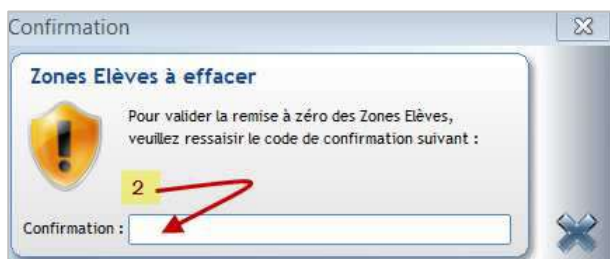 Confirmation
Zones Elèves à effacer
Pour valider la remise à zéro des Zones Elèves,
veuillez ressaisir le code de confirmation suivant :
2
Confirmation :